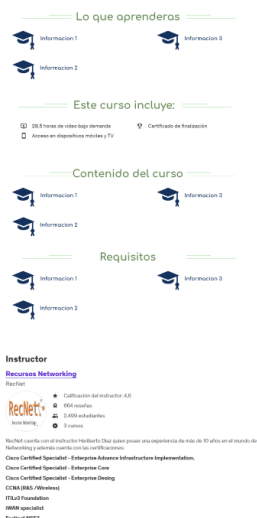 Lo que aprenderas
Informacion 1
Informacion 3
Informacion 2
Este curso incluye:
28,5 horas de vídeo bajo demanda
Certificado de finalización
Acceso en dispositivos móviles y TV
Contenido del curso
Informacion 1
Informacion 3
Informacion 2
Requisitos
Informacion 1
Informacion 3
Informacion 2
Instructor
Recursos Networking
RecNet
Calificación del instructor: 4,6
664 reseñas
2.499 estudiantes
3 cursos
RecNet
RecNet cuenta con el instructor Heriberto Diaz quien posee una experiencia de más de 10 años en el mundo de
Networking y además cuenta con las certificaciones:
Cisco Certified Specialist - Enterprise Advance Infrastructure Implementation.
Cisco Certified Specialist - Enterprise Core
Cisco Certified Specialist - Enterprise Desing
CCNA (R&S /Wireless)
ITILv3 Foundation
IWAN specialist